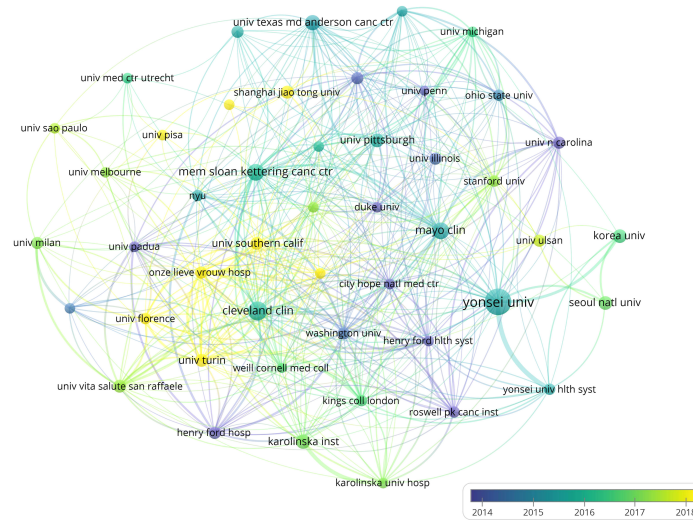 univ texas md anderson canc ctr
univ michigan
univ med ctr utrecht
shanghai jiao tong univ
univ penn
ohio state univ
univ sao paulo
univ pisa
univ pittsburgh
univ n carolina
univ illinois
univ melbourne
mem sloan kettering canc ctr
stanford univ
nyu
duke univ
mayo clin
korea univ
univ milan
univ padua
univ southern calif
univ ulsan
onze lieve vrouw hosp
city hope natl med ctr
yonsei univ
seoul natl univ
cleveland clin
univ florence
washington univ
henry ford hlth syst
univ turin
weill cornell med coll
univ vita salute san raffaele
yonsei univ hlth syst
kings coll london
roswell pk canc inst
henry ford hosp
karolinska inst
karolinska univ hosp
2014 2015 2016 2017 2018